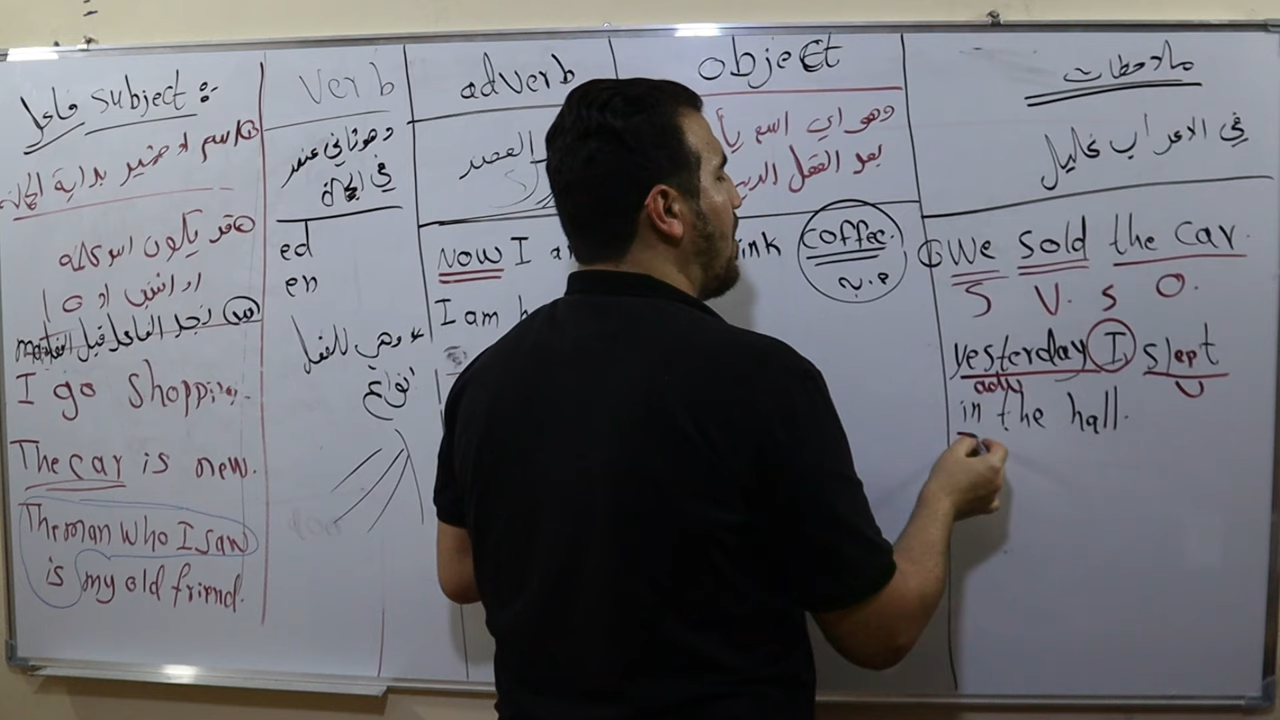 فاعل Subject :
اسم او ضمير بداية الجملة
قد يكون اسم
او اثنين او
نجد الفاعل قبل الفعل
I go shopping.
The car is new.
The man who I saw
is my old friend.
Verb
وهو ثاني عنصر
في الجملة
ed
en
وهي للفعل
انواع
adverb
العصر
Now I
I am
object
وهو اي اسم
بعد الفعل
ink coffee.
م.ب
ملاحظات
في الاعراب تحليل
We sold the car.
S V. S O.
yesterday I slept
adv v
in the hall.